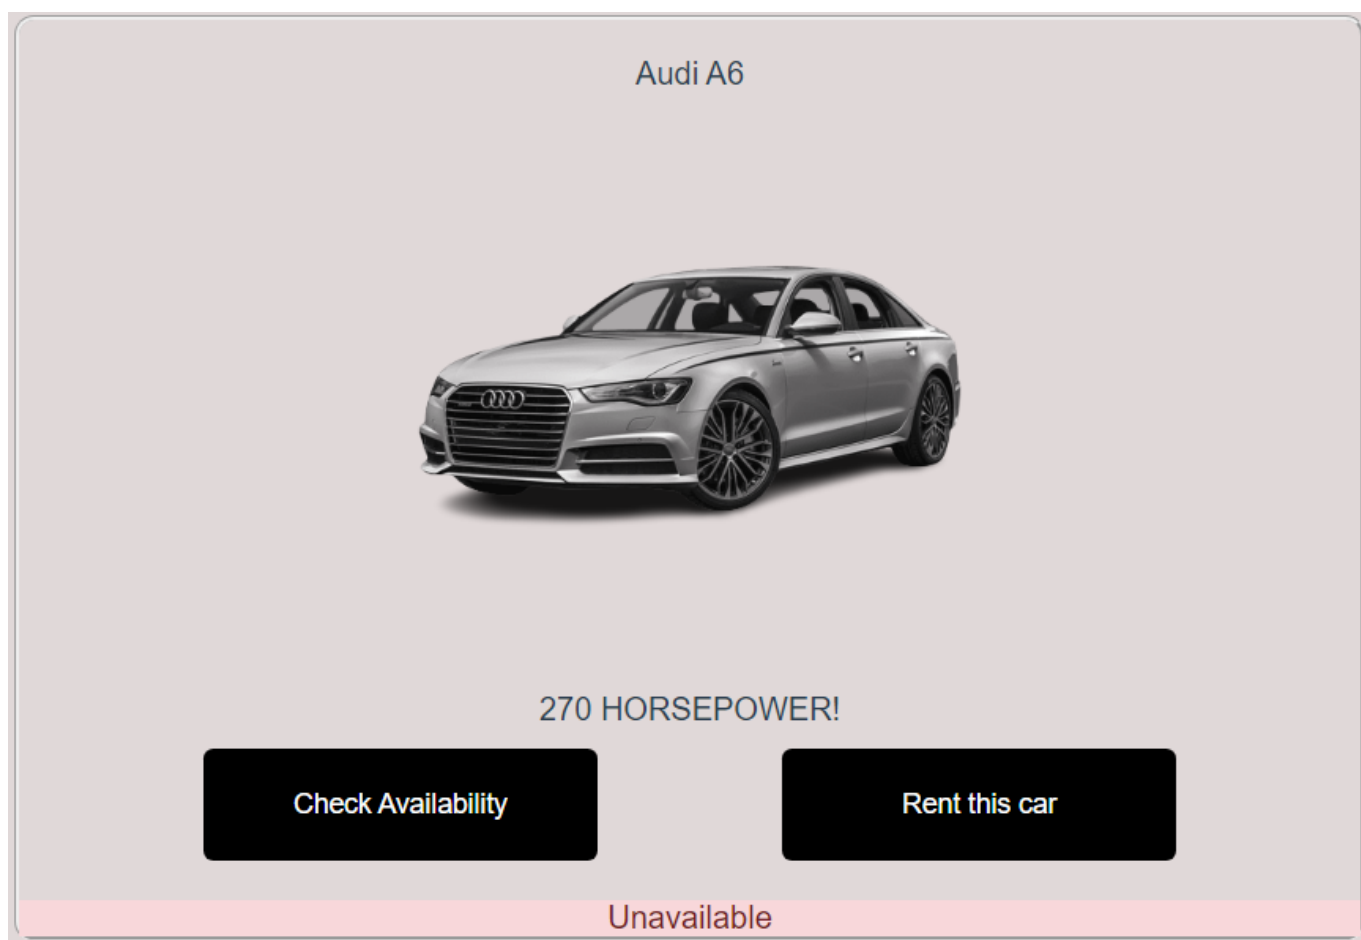 Audi A6
270 HORSEPOWER!
Check Availability
Rent this car
Unavailable